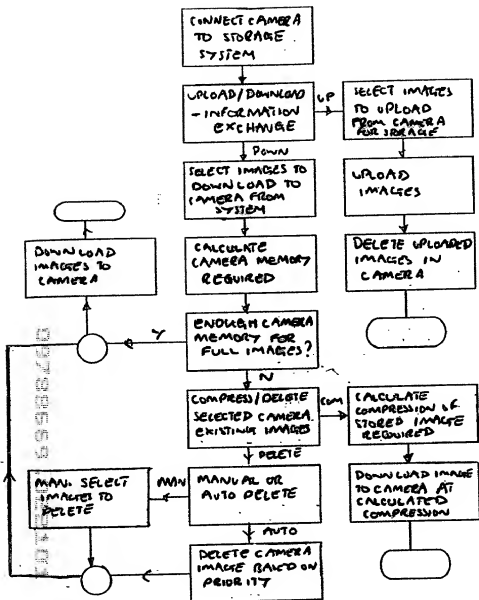 CONNECT CAMERA
TO STORAGE
SYSTEM
UPLOAD/DOWNLOAD
-INFORMATION
EXCHANGE
UP
SELECT IMAGES
TO UPLOAD
FROM CAMERA
FOR STORAGE
DOWN
SELECT IMAGES TO
DOWNLOAD TO
CAMERA FROM
SYSTEM
UPLOAD
IMAGES
DOWNLOAD
IMAGES TO
CAMERA
CALCULATE
CAMERA MEMORY
REQUIRED
DELETE UPLOADED
IMAGES IN
CAMERA
Y
ENOUGH CAMERA
MEMORY FOR
FULL IMAGES?
N
COMPRESS/DELETE
SELECTED CAMERA
EXISTING IMAGES
COM
CALCULATE
COMPRESSION OF
STORED IMAGE
REQUIRED
DELETE
MAN. SELECT
IMAGES TO
DELETE
MAN
MANUAL OR
AUTO DELETE
DOWNLOAD IMAGE
TO CAMERA AT
CALCULATED
COMPRESSION
AUTO
DELETE CAMERA
IMAGE BASED ON
PRIORITY